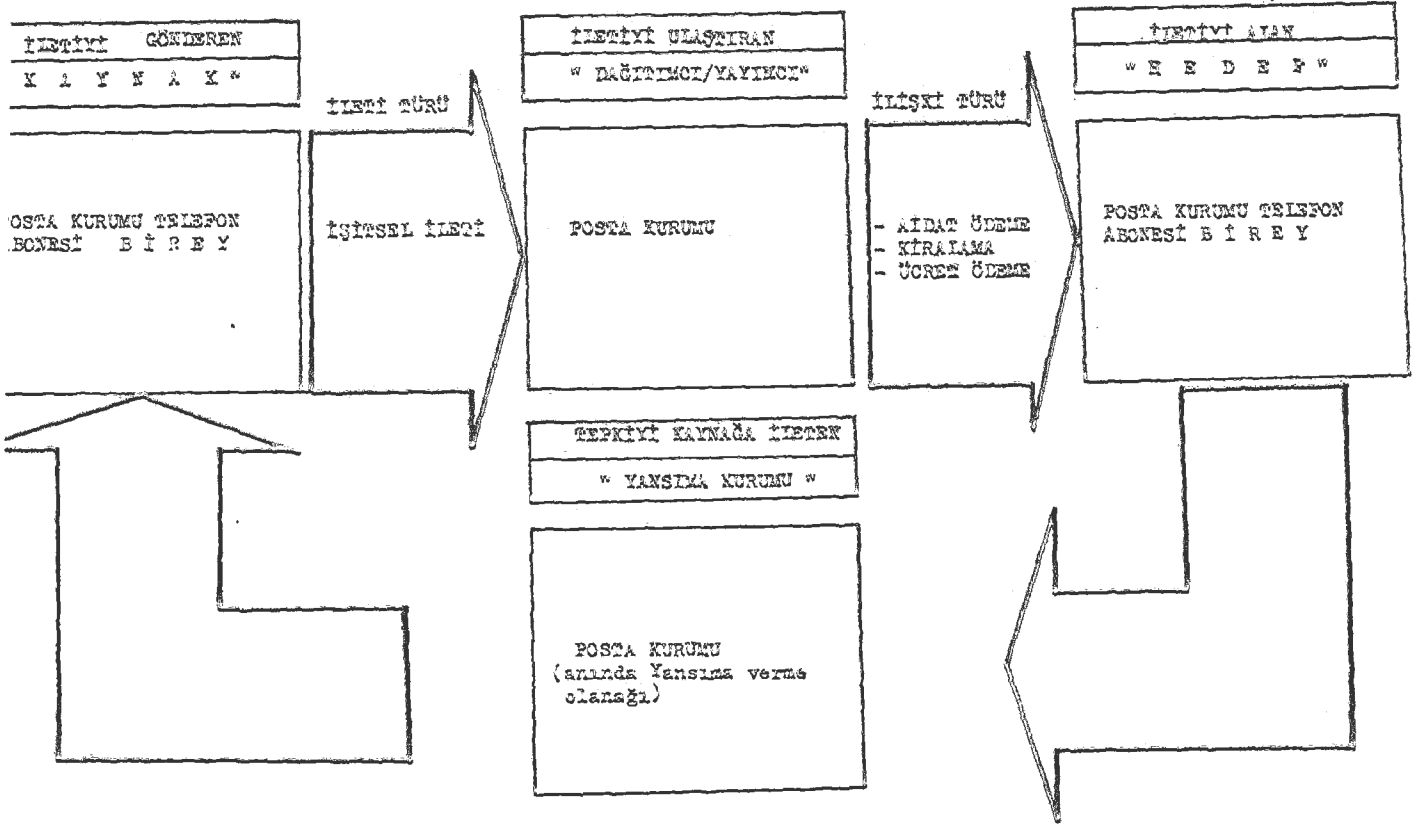 İLETİYİ GÖNDEREN
K A Y N A K"
İLETİ TÜRÜ
İLETİYİ ULAŞTIRAN
" DAĞITIMCI/YAYIMCI"
İLİŞKİ TÜRÜ
İLETİYİ ALAN
" H E D E F "
OSTA KURUMU TELEFON
BONESİ B İ R E Y
İŞİTSEL İLETİ
POSTA KURUMU
- AİDAT ÖDEME
- KİRALAMA
- ÜCRET ÖDEME
POSTA KURUMU TELEFON
ABONESİ B İ R E Y
TEPKİYİ KAYNAĞA İLETEN
" YANSIMA KURUMU "
POSTA KURUMU
(anında Yansıma verme
olanağı)